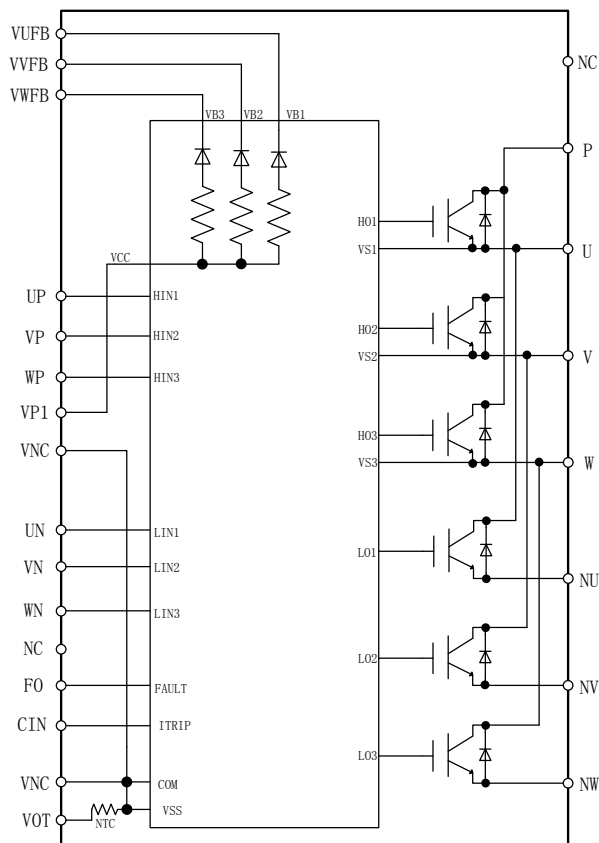 VUFB
VVFB
VWFB
VB3 VB2 VB1
NC
P
HO1
VS1
U
VCC
UP HIN1
VP HIN2
WP HIN3
VP1
VNC
HO2
VS2
V
HO3
VS3
W
UN LIN1
VN LIN2
WN LIN3
NC
FO FAULT
CIN ITRIP
VNC COM
VOT NTC VSS
LO1
NU
LO2
NV
LO3
NW